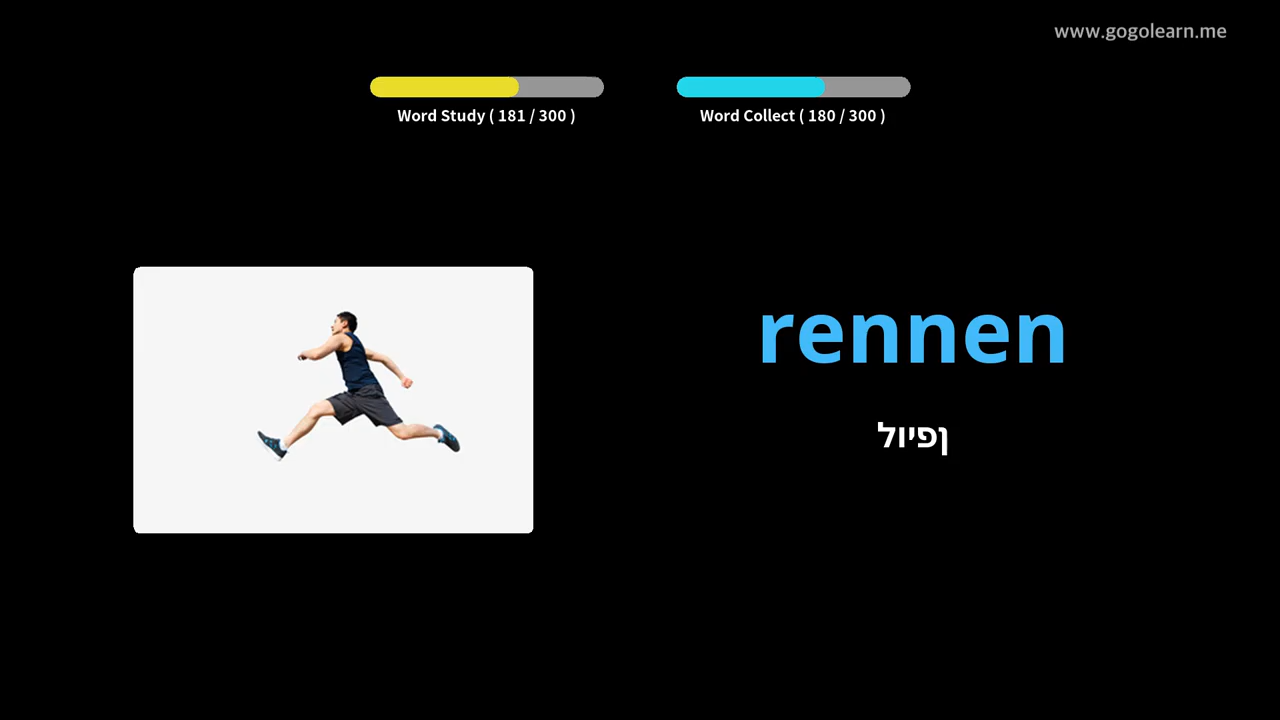 www.gogolearn.me
Word Study ( 181 / 300 )
Word Collect ( 180 / 300 )
rennen
ןפיול